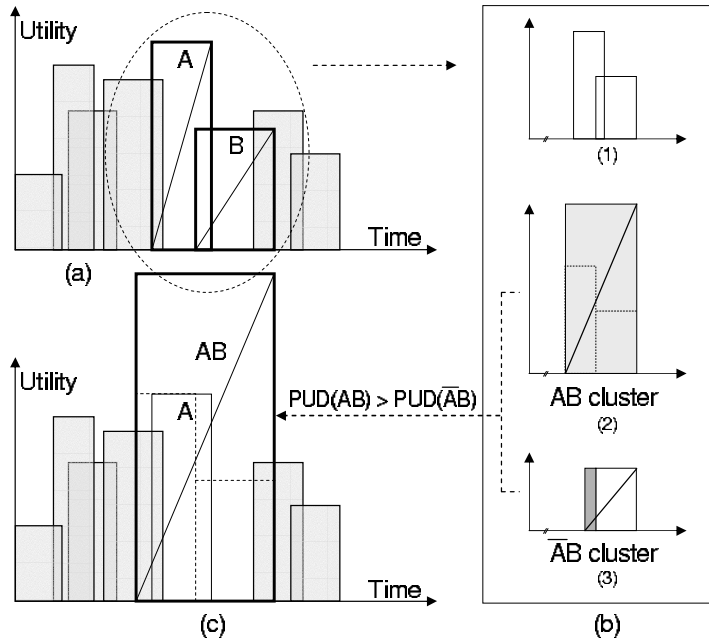 Utility
A
B
Time
(a)
Utility
AB
A
Time
(c)
PUD(AB) > PUD(A̅B)
(1)
AB cluster
(2)
A̅B cluster
(3)
(b)